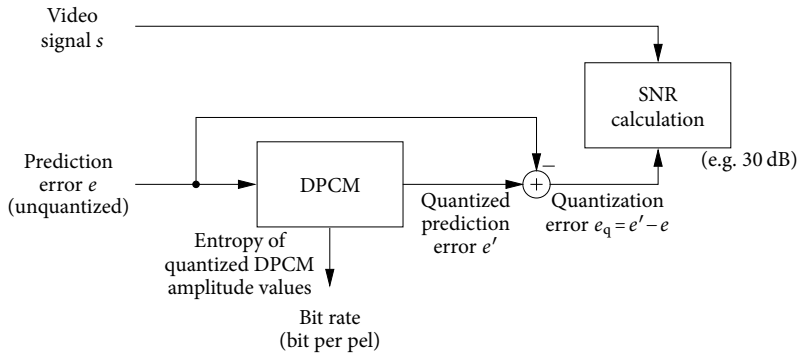 Video
signal s
SNR
calculation
(e.g. 30 dB)
Prediction
error e
(unquantized)
DPCM
−
+
Quantized
prediction
error e′
Quantization
error eq = e′ − e
Entropy of
quantized DPCM
amplitude values
Bit rate
(bit per pel)